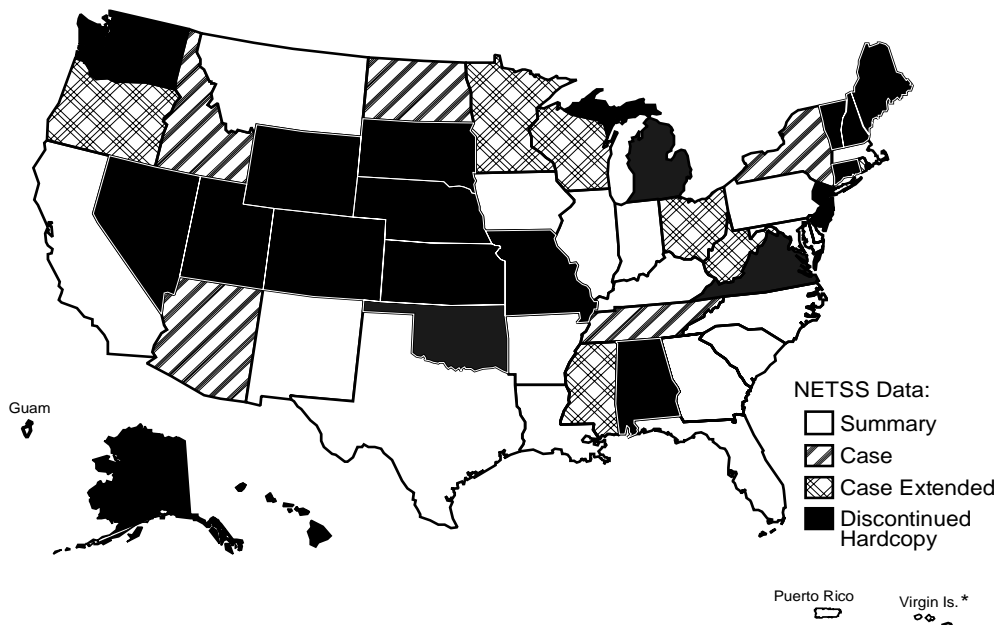 NETSS Data:
Summary
Case
Case Extended
Discontinued
Hardcopy
Guam
Puerto Rico
Virgin Is. *